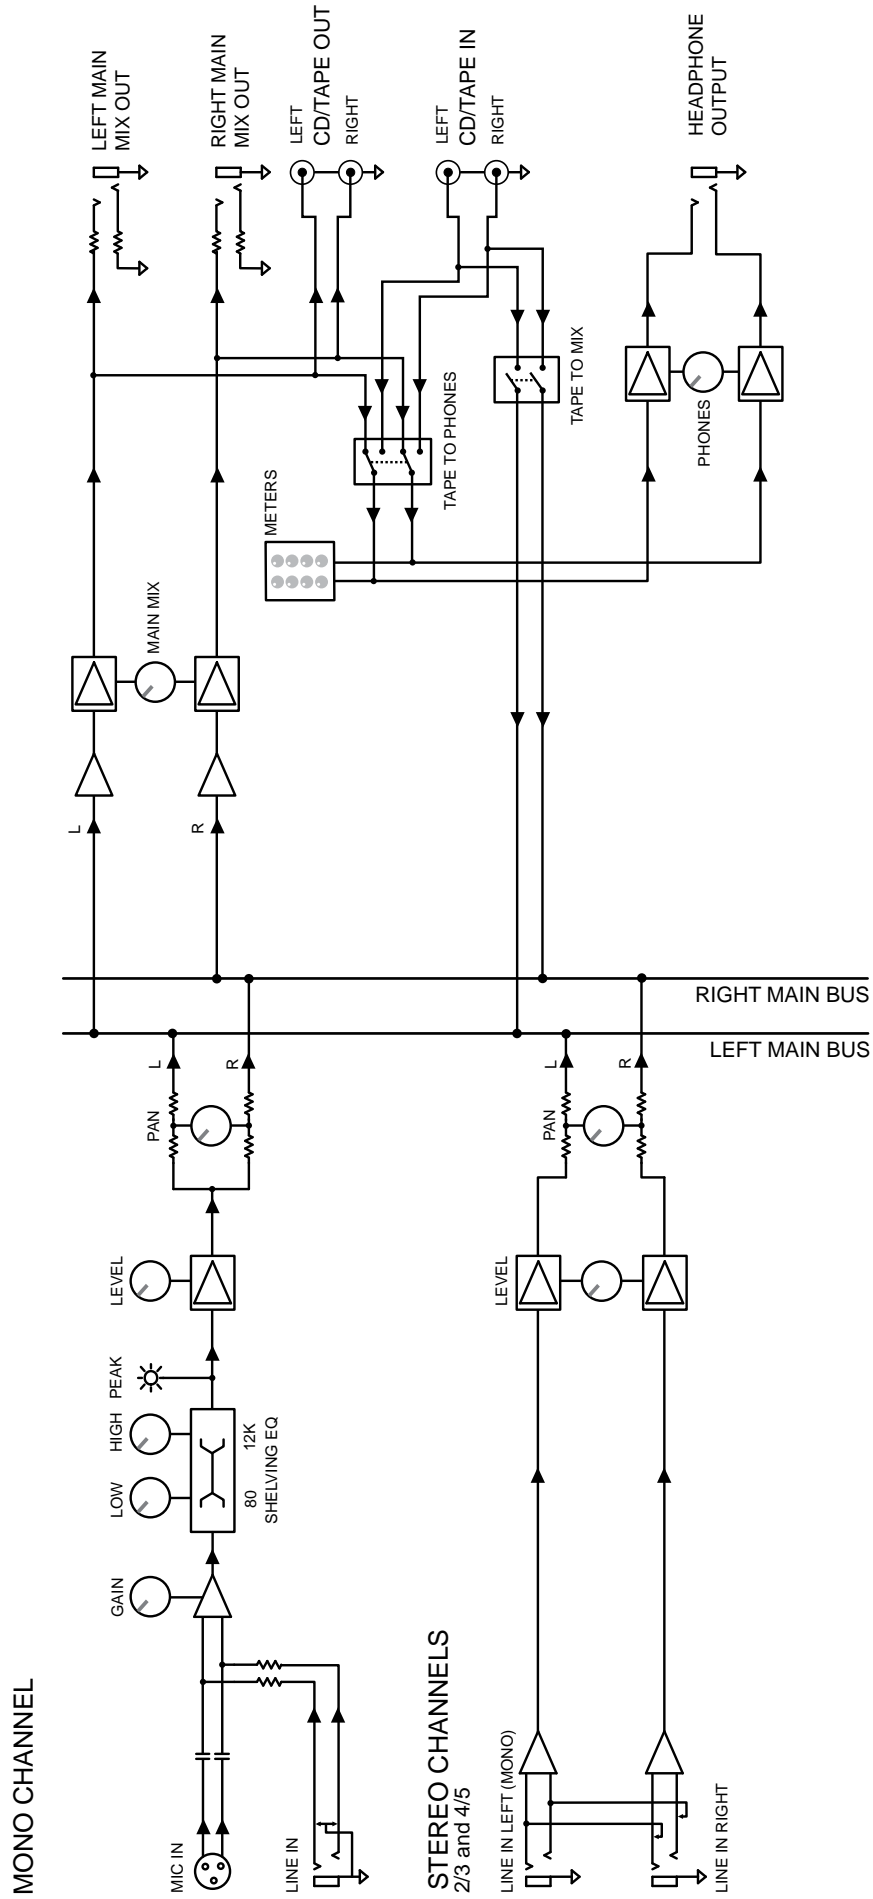 MONO CHANNEL
MIC IN
LINE IN
GAIN
LOW
HIGH
PEAK
80
12K
SHELVING EQ
LEVEL
PAN
L
R
STEREO CHANNELS
2/3 and 4/5
LINE IN LEFT (MONO)
LINE IN RIGHT
LEVEL
PAN
L
R
LEFT MAIN BUS
RIGHT MAIN BUS
L
R
MAIN MIX
METERS
TAPE TO PHONES
TAPE TO MIX
PHONES
LEFT MAIN
MIX OUT
RIGHT MAIN
MIX OUT
LEFT
CD/TAPE OUT
RIGHT
LEFT
CD/TAPE IN
RIGHT
HEADPHONE
OUTPUT